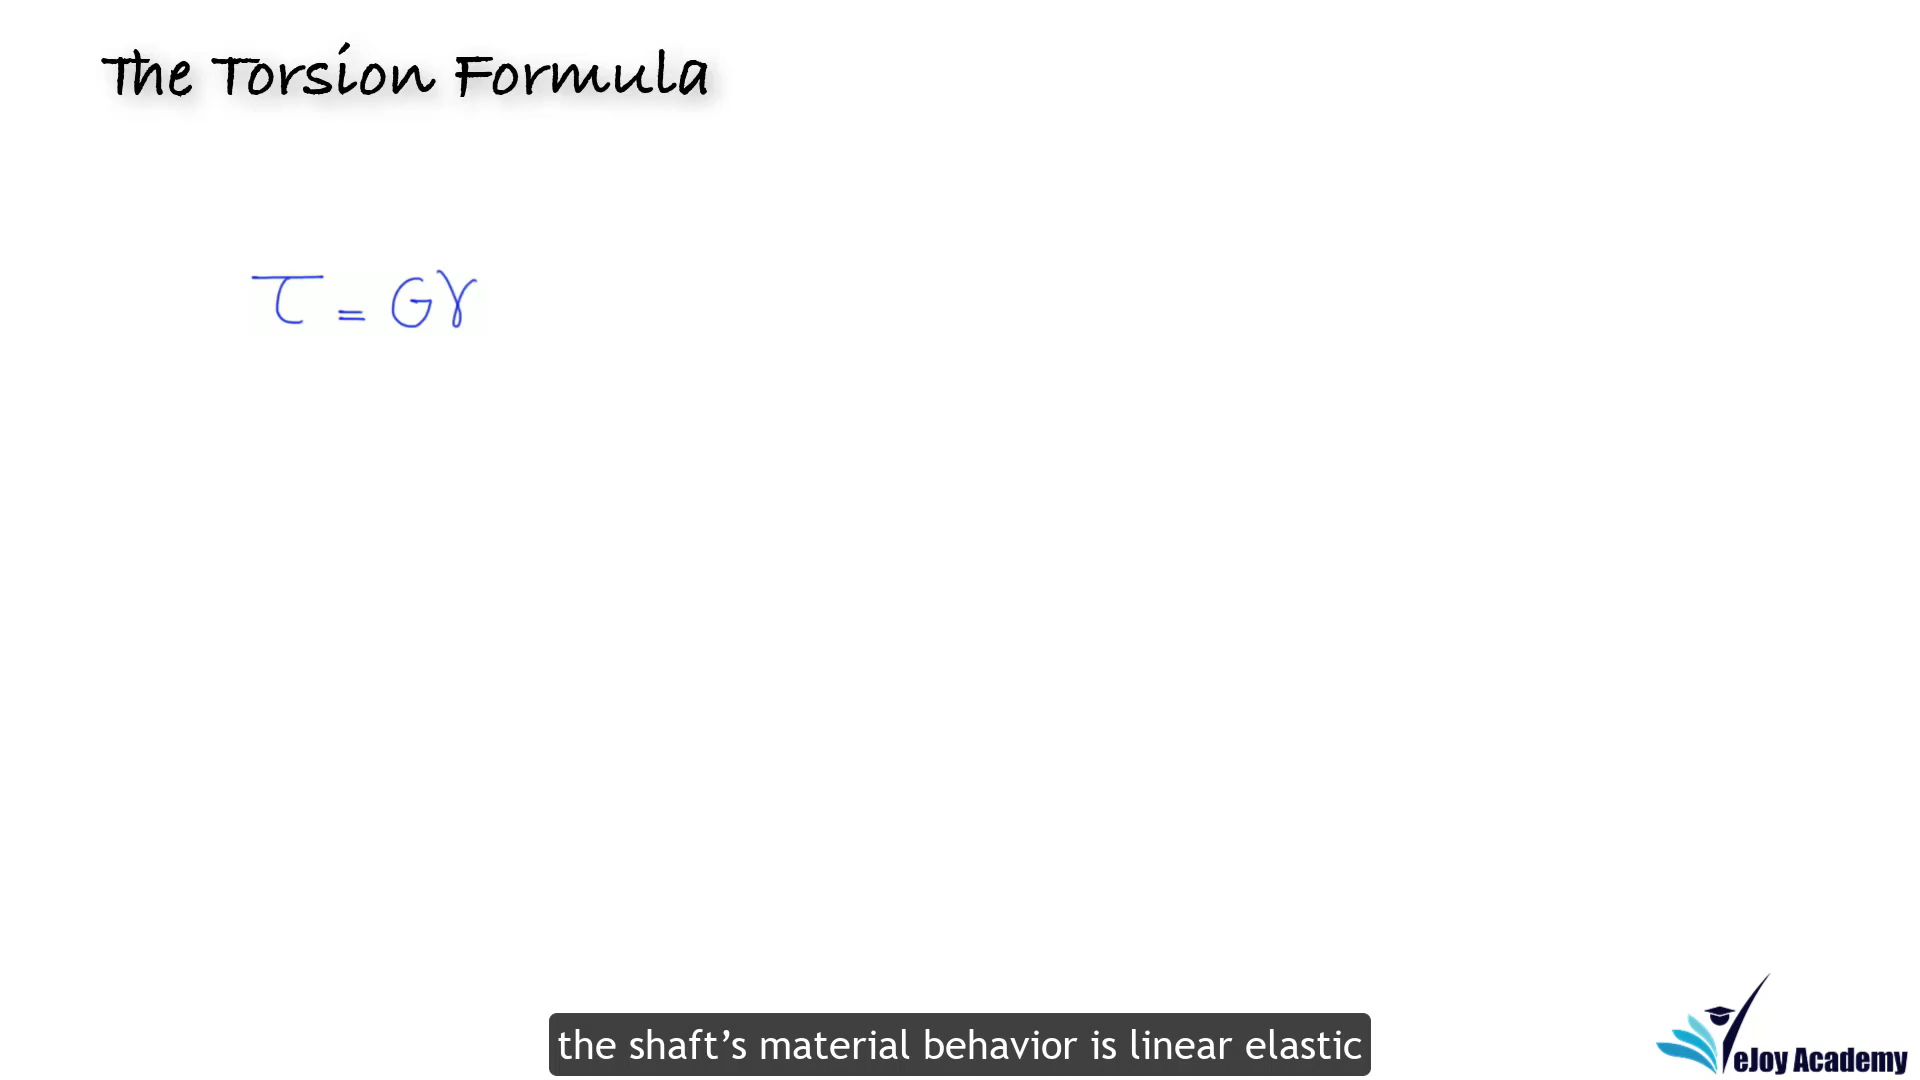 The Torsion Formula
τ = Gγ
the shaft’s material behavior is linear elastic
eJoy Academy